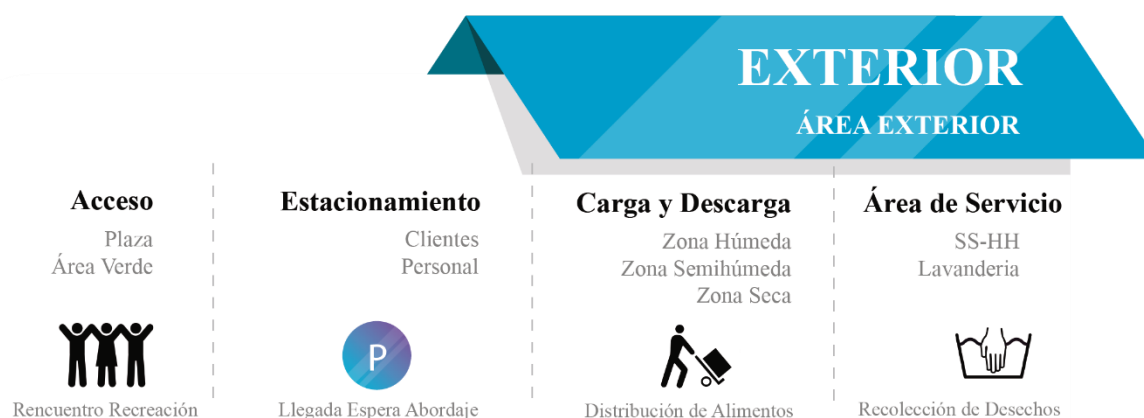 EXTERIOR
ÁREA EXTERIOR
Acceso
Plaza
Área Verde
Rencuentro Recreación
Estacionamiento
Clientes
Personal
P
Llegada Espera Abordaje
Carga y Descarga
Zona Húmeda
Zona Semihúmeda
Zona Seca
Distribución de Alimentos
Área de Servicio
SS-HH
Lavanderia
Recolección de Desechos